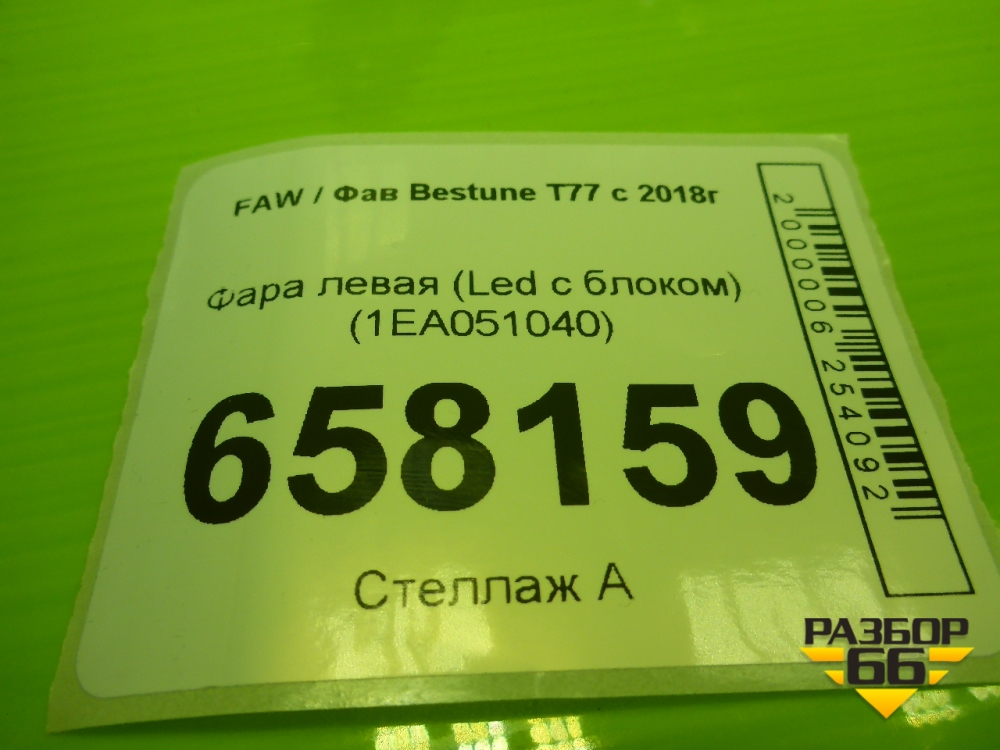 FAW / Фав Bestune T77 с 2018г
Фара левая (Led с блоком)
(1EA051040)
658159
Стеллаж А
2000006254092
РАЗБОР
66